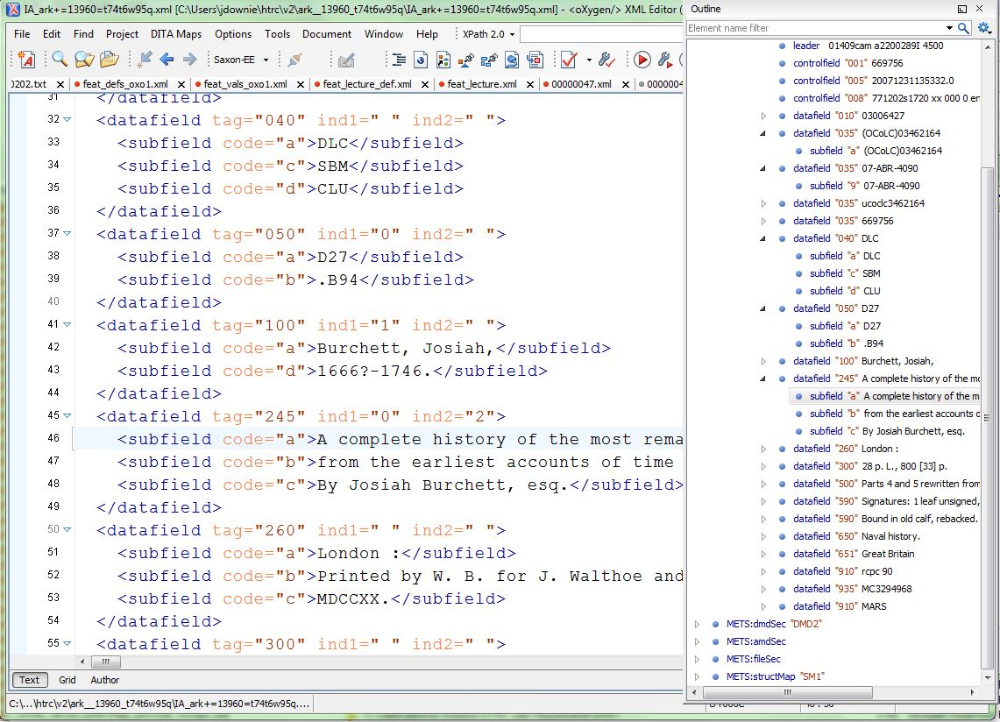 IA_ark+=13960=t74t6w95q.xml [C:\Users\jdownie\htrc\v2\ark__13960_t74t6w95q\IA_ark+=13960=t74t6w95q.xml] - <oXygen/> XML Editor (
File Edit Find Project DITA Maps Options Tools Document Window Help XPath 2.0
Saxon-EE
0202.txt feat_defs_oxo1.xml feat_vals_oxo1.xml feat_lecture_def.xml feat_lecture.xml 00000047.xml 0000004
31 </datafield>
32 <datafield tag="040" ind1=" " ind2=" ">
33 <subfield code="a">DLC</subfield>
34 <subfield code="c">SBM</subfield>
35 <subfield code="d">CLU</subfield>
36 </datafield>
37 <datafield tag="050" ind1="0" ind2=" ">
38 <subfield code="a">D27</subfield>
39 <subfield code="b">.B94</subfield>
40 </datafield>
41 <datafield tag="100" ind1="1" ind2=" ">
42 <subfield code="a">Burchett, Josiah,</subfield>
43 <subfield code="d">1666?-1746.</subfield>
44 </datafield>
45 <datafield tag="245" ind1="0" ind2="2">
46 <subfield code="a">A complete history of the most rema
47 <subfield code="b">from the earliest accounts of time
48 <subfield code="c">By Josiah Burchett, esq.</subfield>
49 </datafield>
50 <datafield tag="260" ind1=" " ind2=" ">
51 <subfield code="a">London :</subfield>
52 <subfield code="b">Printed by W. B. for J. Walthoe and
53 <subfield code="c">MDCCXX.</subfield>
54 </datafield>
55 <datafield tag="300" ind1=" " ind2=" ">
Text Grid Author
C:\...\htrc\v2\ark__13960_t74t6w95q\IA_ark+=13960=t74t6w95q.xml....
Outline
Element name filter
leader 01409cam a2200289I 4500
controlfield "001" 669756
controlfield "005" 20071231135332.0
controlfield "008" 771202s1720 xx 000 0 en
datafield "010" 03006427
datafield "035" (OCoLC)03462164
subfield "a" (OCoLC)03462164
datafield "035" 07-ABR-4090
subfield "9" 07-ABR-4090
datafield "035" ucoclc3462164
datafield "035" 669756
datafield "040" DLC
subfield "a" DLC
subfield "c" SBM
subfield "d" CLU
datafield "050" D27
subfield "a" D27
subfield "b" .B94
datafield "100" Burchett, Josiah,
datafield "245" A complete history of the mo
subfield "a" A complete history of the m
subfield "b" from the earliest accounts o
subfield "c" By Josiah Burchett, esq.
datafield "260" London :
datafield "300" 28 p. L., 800 [33] p.
datafield "500" Parts 4 and 5 rewritten from
datafield "590" Signatures: 1 leaf unsigned,
datafield "590" Bound in old calf, rebacked.
datafield "650" Naval history.
datafield "651" Great Britain
datafield "910" rcpc 90
datafield "935" MC3294968
datafield "910" MARS
METS:dmdSec "DMD2"
METS:amdSec
METS:fileSec
METS:structMap "SM1"